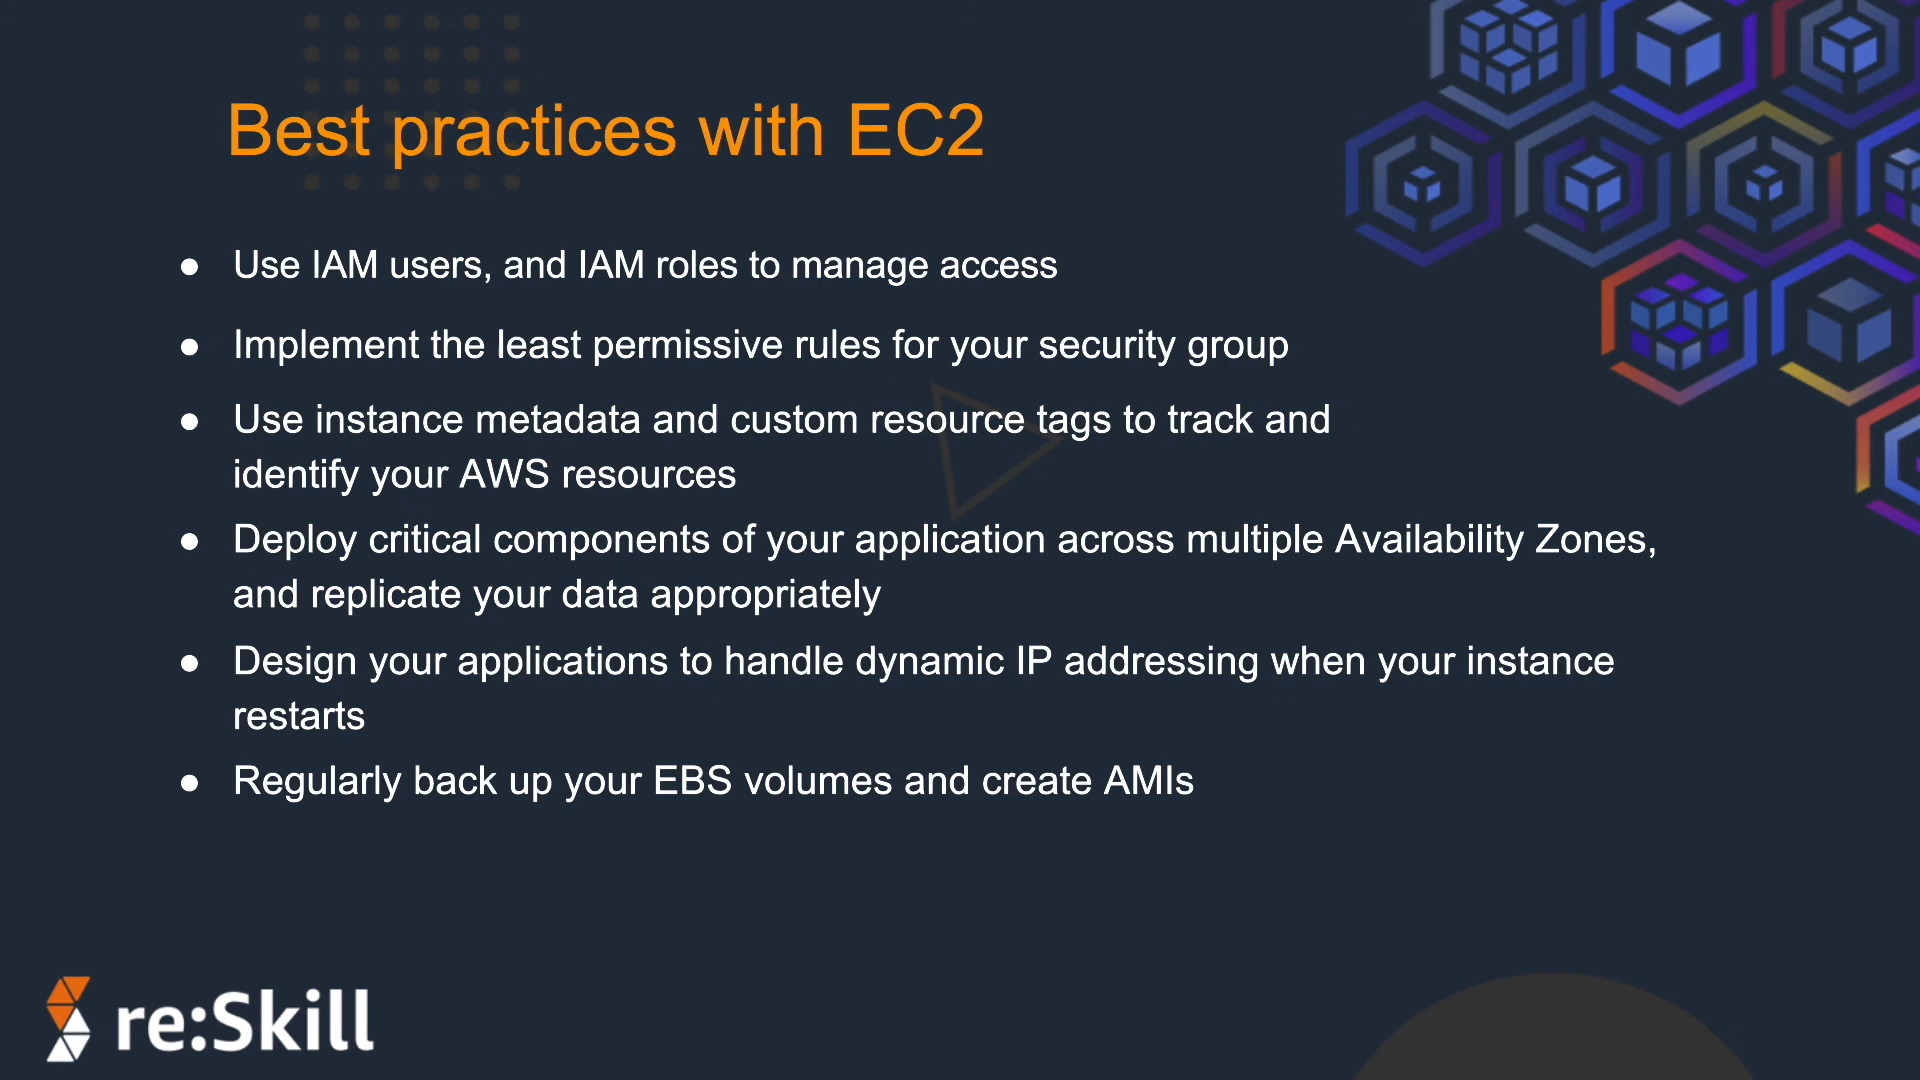 Best practices with EC2
● Use IAM users, and IAM roles to manage access
● Implement the least permissive rules for your security group
● Use instance metadata and custom resource tags to track and
identify your AWS resources
● Deploy critical components of your application across multiple Availability Zones,
and replicate your data appropriately
● Design your applications to handle dynamic IP addressing when your instance
restarts
● Regularly back up your EBS volumes and create AMIs
re:Skill